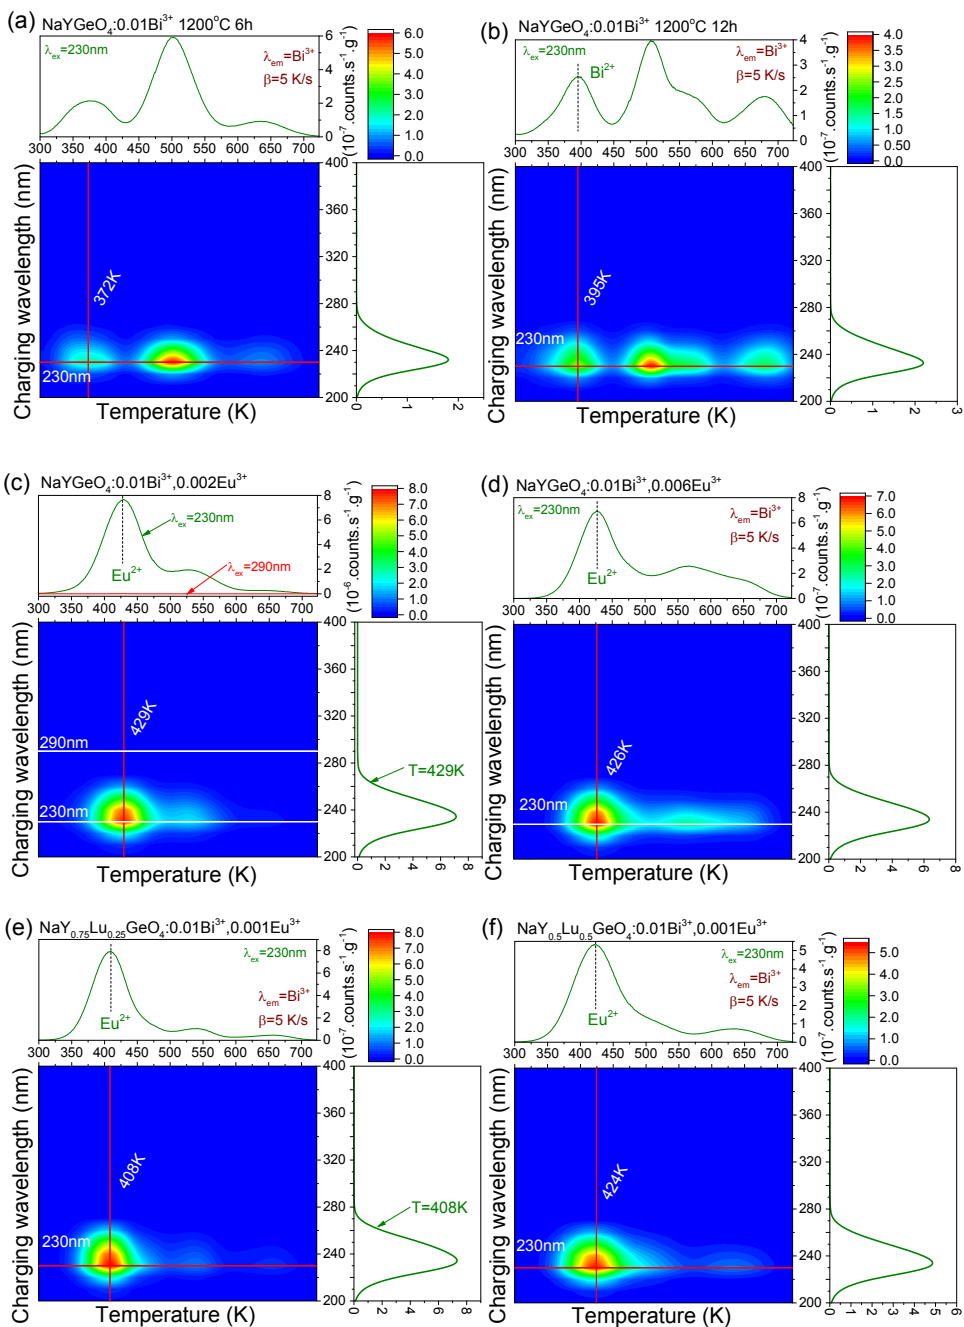 (a) NaYGeO₄:0.01Bi³⁺ 1200°C 6h
λex=230nm
λem=Bi³⁺
β=5 K/s
0 2 4 6
300 350 400 450 500 550 600 650 700
6.0
5.0
4.0
3.0
2.0
1.0
0.0
(10⁻⁷.counts.s⁻¹.g⁻¹)
Charging wavelength (nm)
372K
230nm
Temperature (K)
400
360
320
280
240
200
0 1 2
(b) NaYGeO₄:0.01Bi³⁺ 1200°C 12h
λex=230nm
Bi²⁺
λem=Bi³⁺
β=5 K/s
0 1 2 3 4
300 350 400 450 500 550 600 650 700
4.0
3.5
3.0
2.5
2.0
1.5
1.0
0.50
0.0
(10⁻⁷.counts.s⁻¹.g⁻¹)
Charging wavelength (nm)
395K
230nm
Temperature (K)
400
360
320
280
240
200
0 1 2 3
(c) NaYGeO₄:0.01Bi³⁺,0.002Eu³⁺
λex=230nm
λex=290nm
Eu²⁺
0 2 4 6 8
300 350 400 450 500 550 600 650 700
8.0
7.0
6.0
5.0
4.0
3.0
2.0
1.0
0.0
(10⁻⁶.counts.s⁻¹.g⁻¹)
Charging wavelength (nm)
429K
290nm
230nm
Temperature (K)
400
360
320
280
240
200
T=429K
0 2 4 6 8
(d) NaYGeO₄:0.01Bi³⁺,0.006Eu³⁺
λex=230nm
λem=Bi³⁺
β=5 K/s
Eu²⁺
0 2 4 6 8
300 350 400 450 500 550 600 650 700
7.0
6.0
5.0
4.0
3.0
2.0
1.0
0.0
(10⁻⁷.counts.s⁻¹.g⁻¹)
Charging wavelength (nm)
426K
230nm
Temperature (K)
400
360
320
280
240
200
0 1 2 3 4 5 6 7 8
(e) NaY₀.₇₅Lu₀.₂₅GeO₄:0.01Bi³⁺,0.001Eu³⁺
λex=230nm
λem=Bi³⁺
β=5 K/s
Eu²⁺
0 2 4 6 8
300 350 400 450 500 550 600 650 700
8.0
7.0
6.0
5.0
4.0
3.0
2.0
1.0
0.0
(10⁻⁷.counts.s⁻¹.g⁻¹)
Charging wavelength (nm)
408K
230nm
Temperature (K)
400
360
320
280
240
200
T=408K
0 2 4 6 8
(f) NaY₀.₅Lu₀.₅GeO₄:0.01Bi³⁺,0.001Eu³⁺
λex=230nm
λem=Bi³⁺
β=5 K/s
Eu²⁺
0 1 2 3 4 5
300 350 400 450 500 550 600 650 700
5.0
4.0
3.0
2.0
1.0
0.0
(10⁻⁷.counts.s⁻¹.g⁻¹)
Charging wavelength (nm)
424K
230nm
Temperature (K)
400
360
320
280
240
200
0 1 2 3 4 5 6